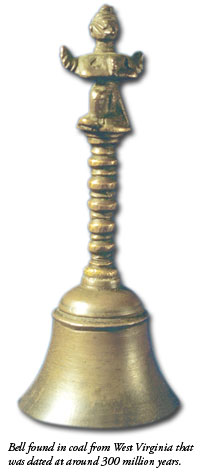 Bell found in coal from West Virginia that
was dated at around 300 million years.